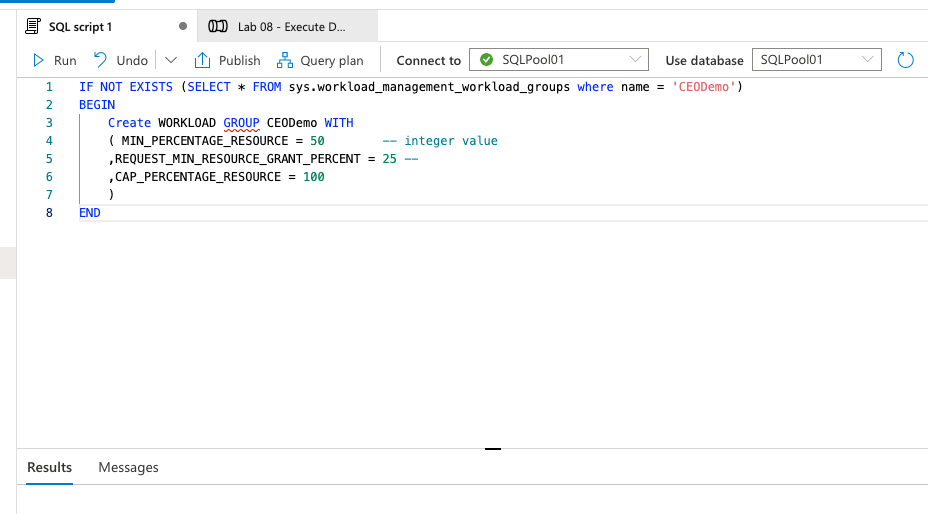 SQL script 1 Lab 08 - Execute D...
Run Undo Publish Query plan Connect to SQLPool01 Use database SQLPool01
1 IF NOT EXISTS (SELECT * FROM sys.workload_management_workload_groups where name = 'CEODemo')
2 BEGIN
3 Create WORKLOAD GROUP CEODemo WITH
4 ( MIN_PERCENTAGE_RESOURCE = 50 -- integer value
5 ,REQUEST_MIN_RESOURCE_GRANT_PERCENT = 25 --
6 ,CAP_PERCENTAGE_RESOURCE = 100
7 )
8 END
Results Messages